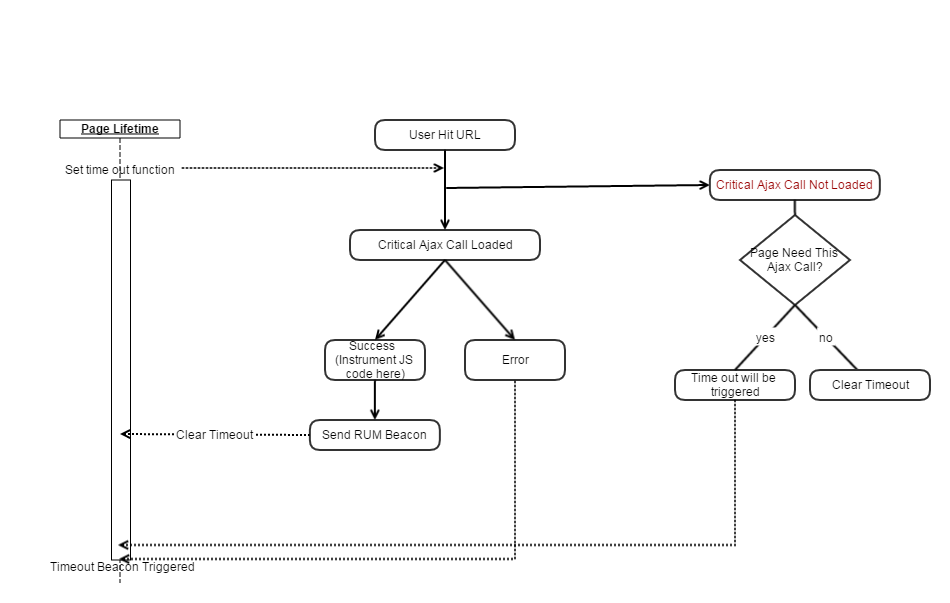 Page Lifetime
User Hit URL
Set time out function
Critical Ajax Call Not Loaded
Critical Ajax Call Loaded
Page Need This
Ajax Call?
yes
no
Success
(Instrument JS
code here)
Error
Time out will be
triggered
Clear Timeout
Clear Timeout
Send RUM Beacon
Timeout Beacon Triggered